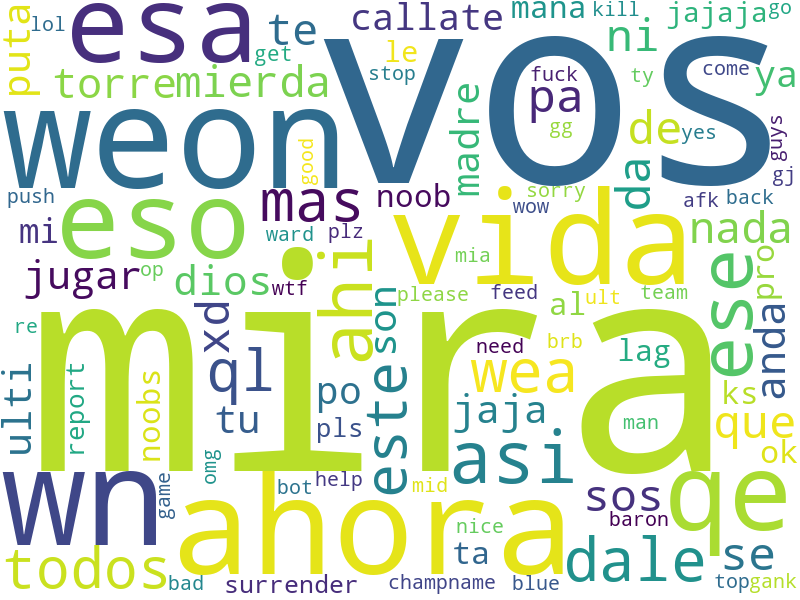 puta
lol
esa
te
get
callate
le
stop
mana
kill
jajaja
go
ni
torre
mierda
vos
fuck
pa
ty
come
ya
gg
weon
good
madre
de
yes
guys
gj
push
mas
noob
sorry
wow
da
afk
back
mi
eso
ward
plz
vida
nada
mia
jugar
op
dios
wtf
ahi
please
feed
al
ult
team
ese
pro
re
mira
xd
son
need
brb
lag
anda
ulti
report
noobs
ql
po
este
wea
ks
tu
pls
jaja
man
que
ok
omg
asi
wn
game
ahora
bot
help
mid
sos
baron
qe
nice
todos
ta
dale
se
bad
surrender
champname
blue
top
gank